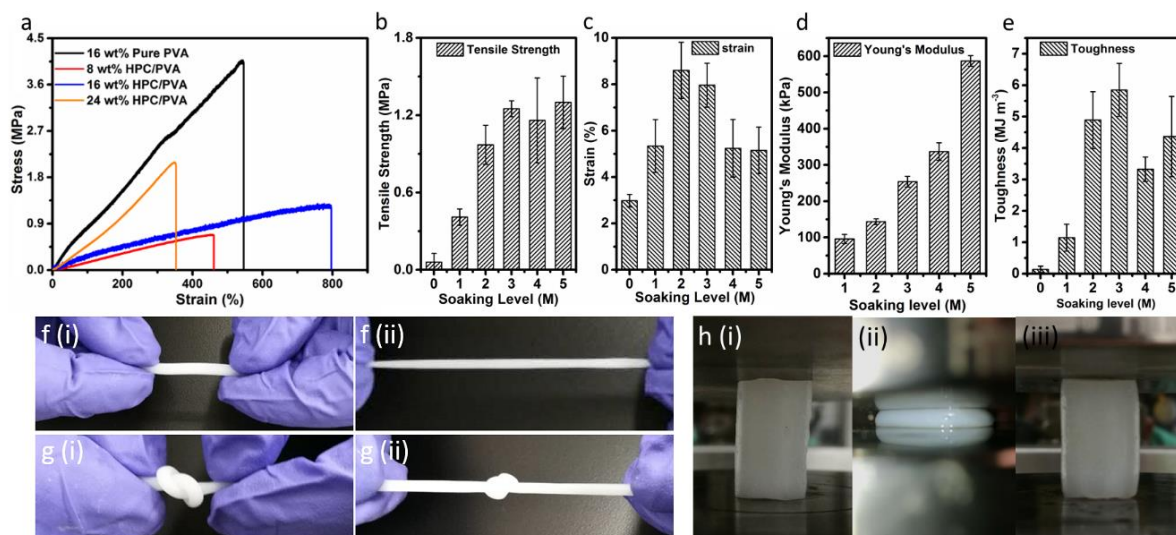 a
4.5
3.6
2.7
1.8
0.9
0.0
Stress (MPa)
16 wt% Pure PVA
8 wt% HPC/PVA
16 wt% HPC/PVA
24 wt% HPC/PVA
0 200 400 600 800
Strain (%)
b
1.8
1.2
0.6
0.0
Tensile Strength (MPa)
Tensile Strength
0 1 2 3 4 5
Soaking Level (M)
c
10
8
6
4
2
0
Strain (%)
strain
0 1 2 3 4 5
Soaking Level (M)
d
600
500
400
300
200
100
0
Young's Modulus (kPa)
Young's Modulus
1 2 3 4 5
Soaking level (M)
e
7
6
5
4
3
2
1
0
Toughness (MJ m⁻³)
Toughness
0 1 2 3 4 5
Soaking level (M)
f (i)
f (ii)
g (i)
g (ii)
h (i)
(ii)
(iii)